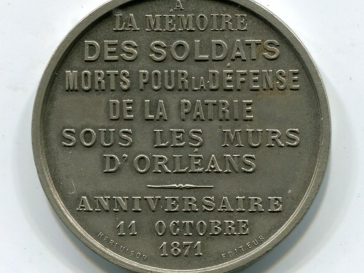 A
LA MÉMOIRE
DES SOLDATS
MORTS POUR LA DÉFENSE
DE LA PATRIE
SOUS LES MURS
D'ORLÉANS
ANNIVERSAIRE
11 OCTOBRE
1871
EDITEUR